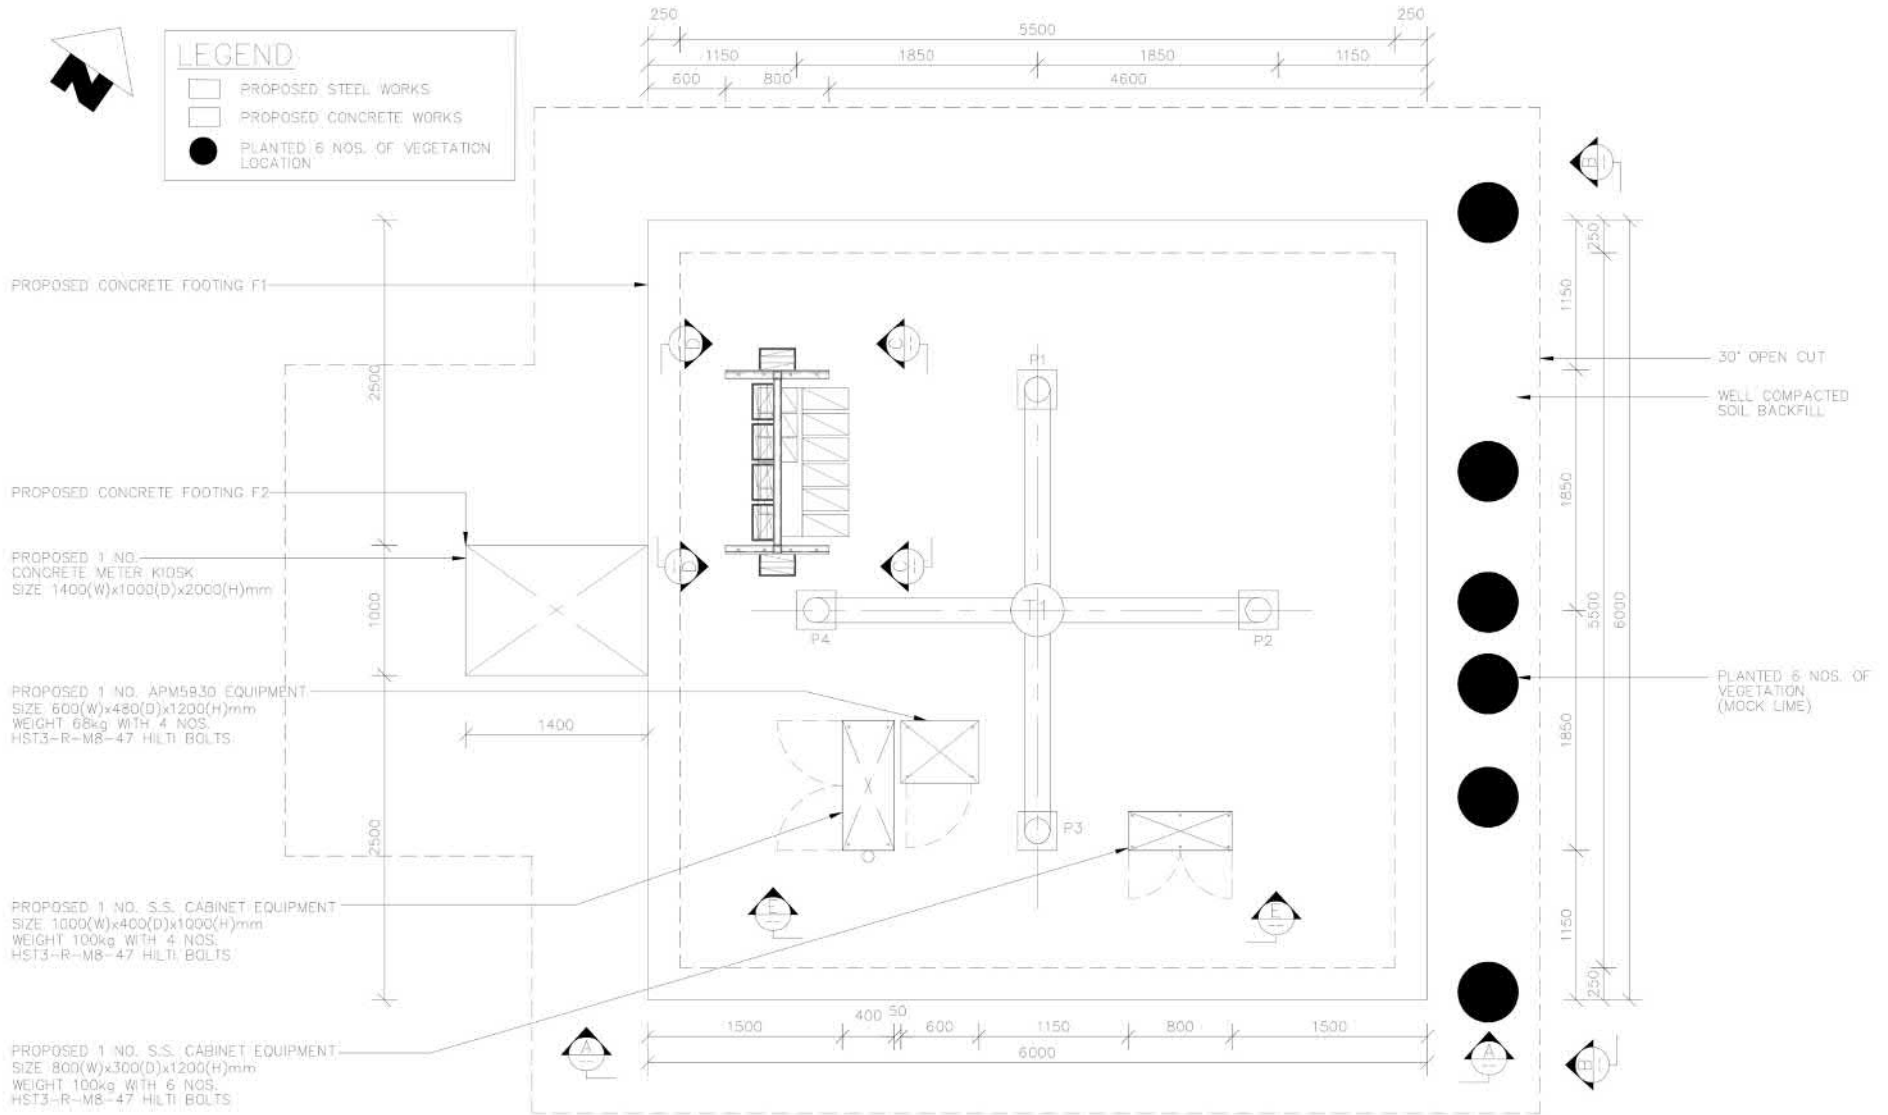 250
250
5500
1150
1850
1850
1150
600
800
4600
N
LEGEND
PROPOSED STEEL WORKS
PROPOSED CONCRETE WORKS
PLANTED 6 NOS. OF VEGETATION
LOCATION
B
250
1150
PROPOSED CONCRETE FOOTING F1
D
C
P1
30° OPEN CUT
2500
WELL COMPACTED
SOIL BACKFILL
1850
PROPOSED CONCRETE FOOTING F2
PROPOSED 1 NO.
CONCRETE METER KIOSK
SIZE 1400(W)x1000(D)x2000(H)mm
D
C
1000
T1
5500
6000
P4
P2
PROPOSED 1 NO. APM5930 EQUIPMENT
SIZE 600(W)x480(D)x1200(H)mm
WEIGHT 68kg WITH 4 NOS.
HST3-R-M8-47 HILTI BOLTS
1400
PLANTED 6 NOS. OF
VEGETATION
(MOCK LIME)
1850
2500
P3
PROPOSED 1 NO. S.S. CABINET EQUIPMENT
SIZE 1000(W)x400(D)x1000(H)mm
WEIGHT 100kg WITH 4 NOS.
HST3-R-M8-47 HILTI BOLTS
E
E
1150
250
1500
400
50
600
1150
800
1500
6000
A
A
B
PROPOSED 1 NO. S.S. CABINET EQUIPMENT
SIZE 800(W)x300(D)x1200(H)mm
WEIGHT 100kg WITH 6 NOS.
HST3-R-M8-47 HILTI BOLTS